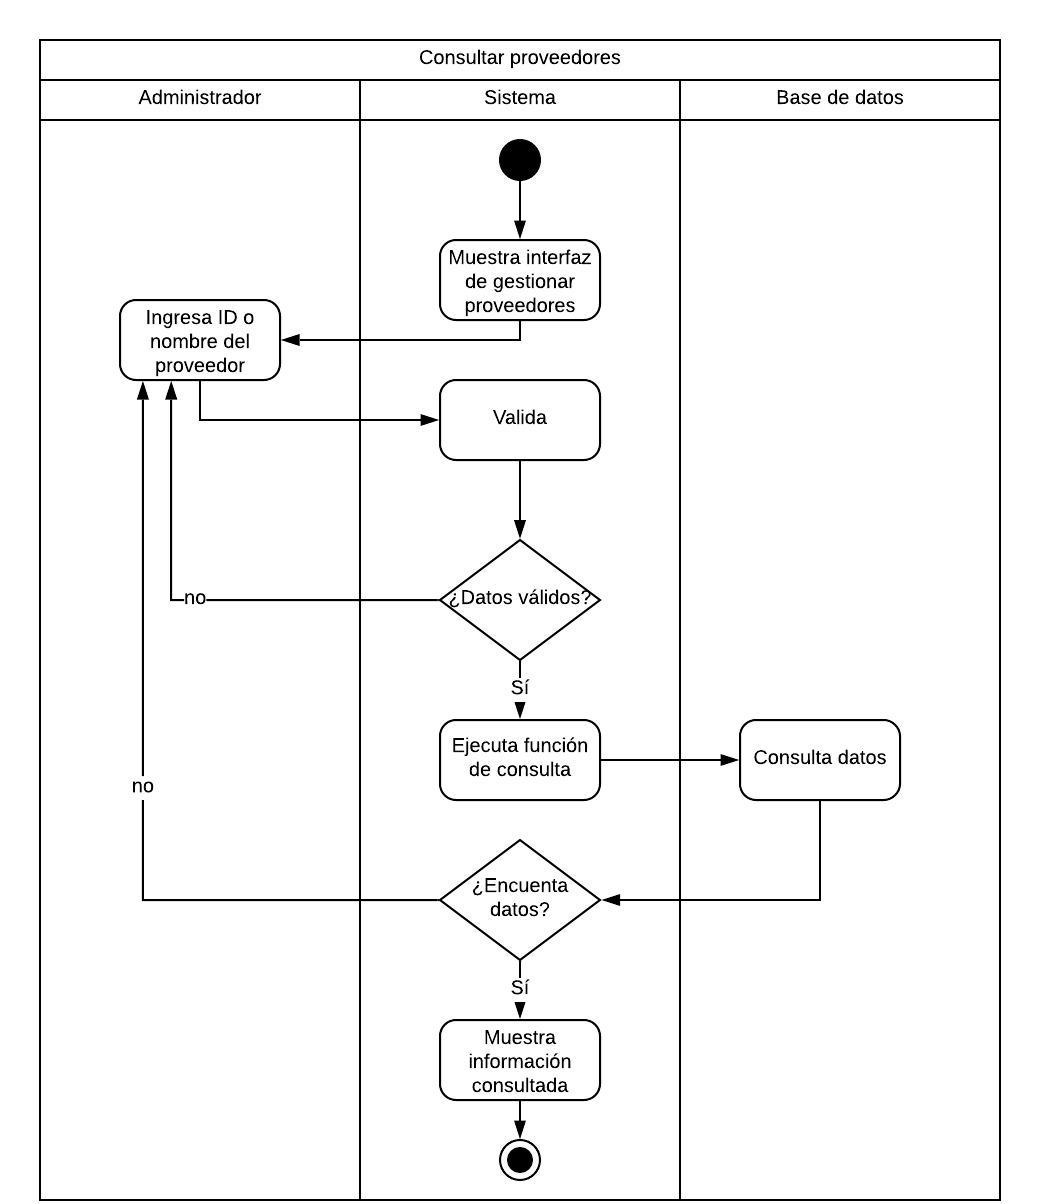 Consultar proveedores
Administrador
Sistema
Base de datos
Muestra interfaz
de gestionar
proveedores
Ingresa ID o
nombre del
proveedor
Valida
¿Datos válidos?
no
Sí
Ejecuta función
de consulta
Consulta datos
no
¿Encuenta
datos?
Sí
Muestra
información
consultada